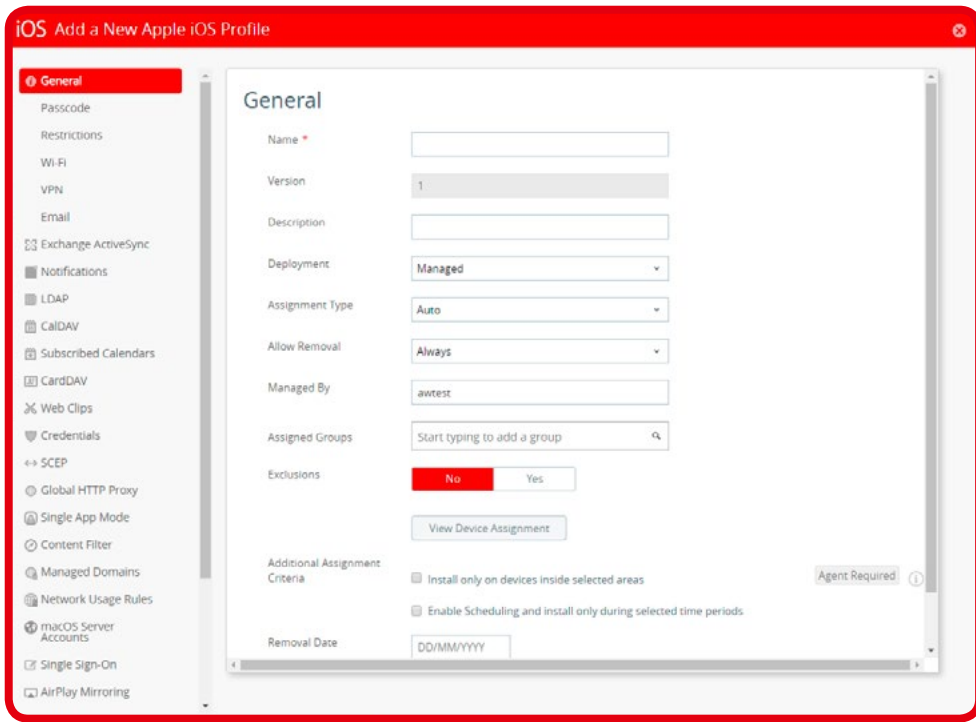 iOS Add a New Apple iOS Profile
General
Passcode
Restrictions
Wi-Fi
VPN
Email
Exchange ActiveSync
Notifications
LDAP
CalDAV
Subscribed Calendars
CardDAV
Web Clips
Credentials
SCEP
Global HTTP Proxy
Single App Mode
Content Filter
Managed Domains
Network Usage Rules
macOS Server
Accounts
Single Sign-On
AirPlay Mirroring
General
Name *
Version
1
Description
Deployment
Managed
Assignment Type
Auto
Allow Removal
Always
Managed By
awtest
Assigned Groups
Start typing to add a group
Exclusions
No Yes
View Device Assignment
Additional Assignment
Criteria
Install only on devices inside selected areas
Agent Required
Enable Scheduling and install only during selected time periods
Removal Date
DD/MM/YYYY